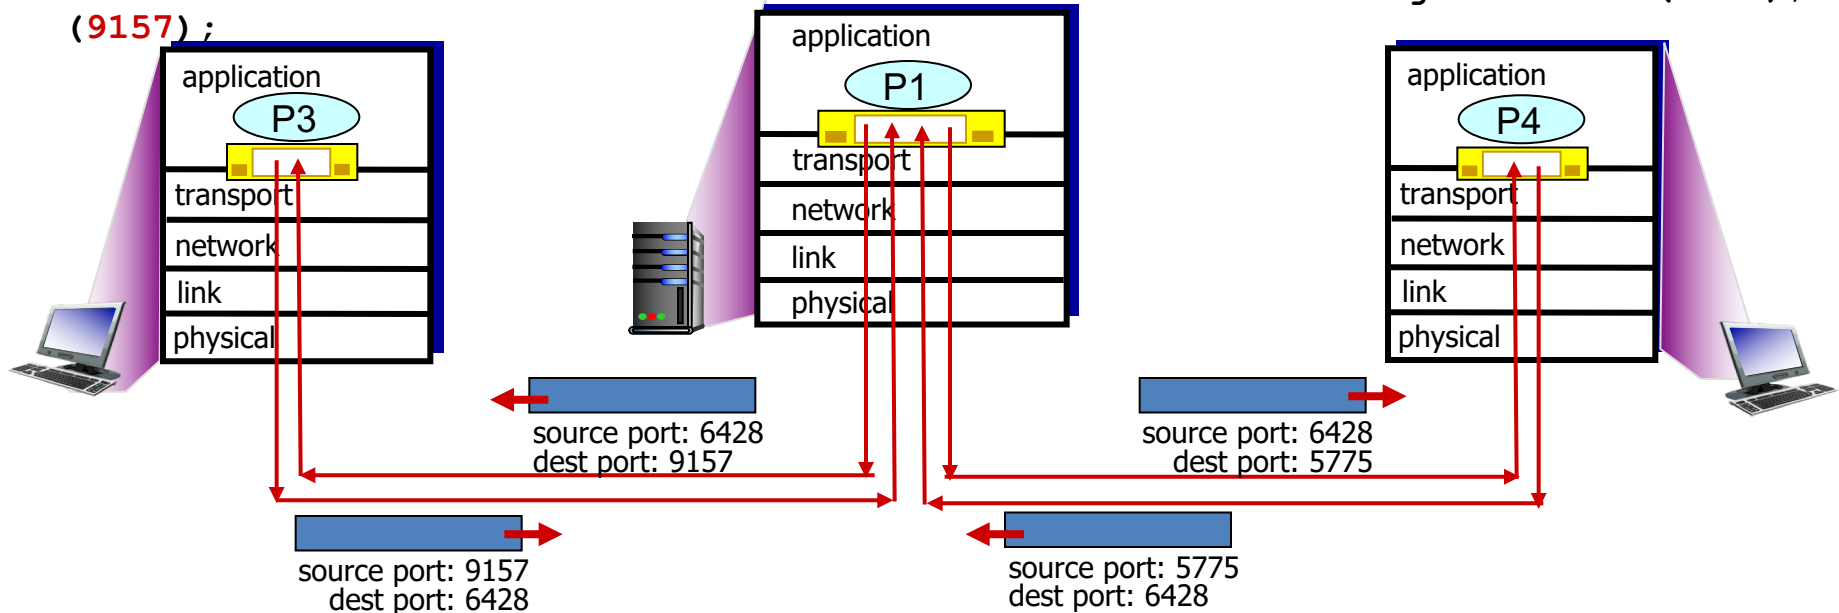 (9157);
application
P3
transport
network
link
physical
application
P1
transport
network
link
physical
application
P4
transport
network
link
physical
source port: 6428
dest port: 9157
source port: 6428
dest port: 5775
source port: 9157
dest port: 6428
source port: 5775
dest port: 6428